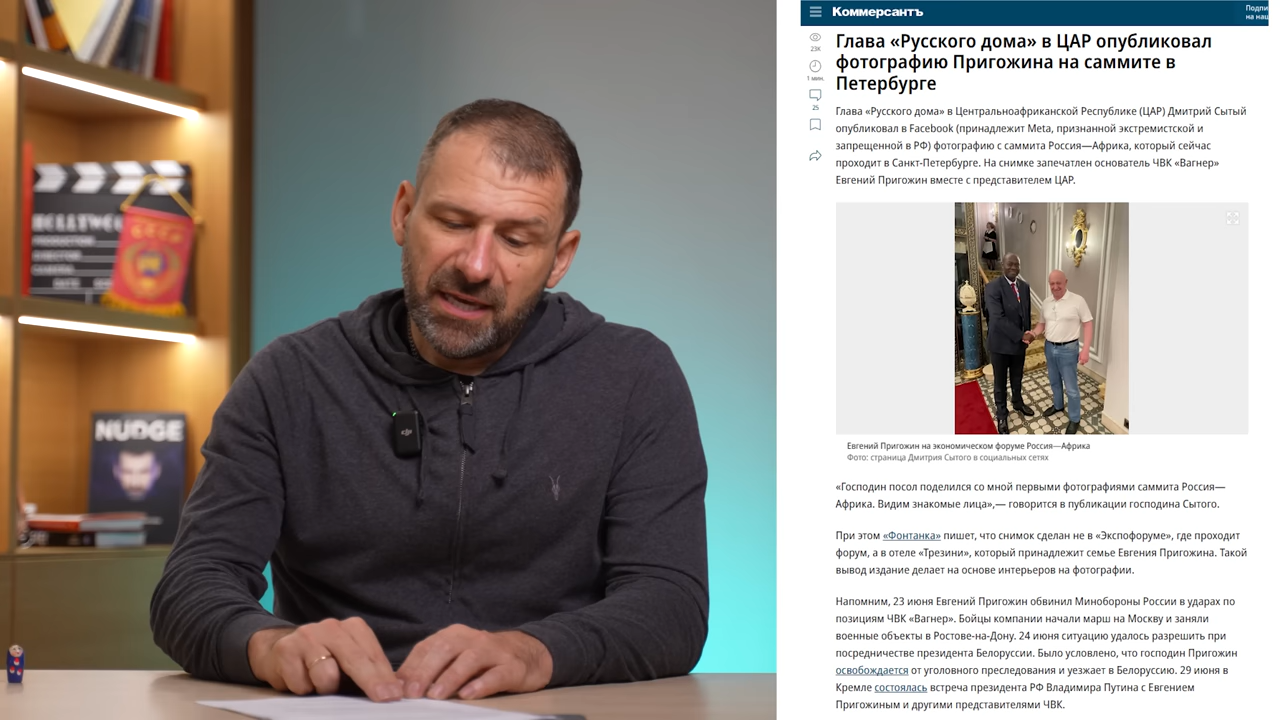 HOLLYWO
PRODUCTION
DIRECTOR
CAMERA
DATE
СССР
NUDGE
dji
Коммерсантъ
Подпи
на наш
23K
1 мин.
25
Глава «Русского дома» в ЦАР опубликовал
фотографию Пригожина на саммите в
Петербурге
Глава «Русского дома» в Центральноафриканской Республике (ЦАР) Дмитрий Сытый
опубликовал в Facebook (принадлежит Meta, признанной экстремистской и
запрещенной в РФ) фотографию с саммита Россия—Африка, который сейчас
проходит в Санкт-Петербурге. На снимке запечатлен основатель ЧВК «Вагнер»
Евгений Пригожин вместе с представителем ЦАР.
Евгений Пригожин на экономическом форуме Россия—Африка
Фото: страница Дмитрия Сытого в социальных сетях
«Господин посол поделился со мной первыми фотографиями саммита Россия—
Африка. Видим знакомые лица»,— говорится в публикации господина Сытого.
При этом «Фонтанка» пишет, что снимок сделан не в «Экспофоруме», где проходит
форум, а в отеле «Трезини», который принадлежит семье Евгения Пригожина. Такой
вывод издание делает на основе интерьеров на фотографии.
Напомним, 23 июня Евгений Пригожин обвинил Минобороны России в ударах по
позициям ЧВК «Вагнер». Бойцы компании начали марш на Москву и заняли
военные объекты в Ростове-на-Дону. 24 июня ситуацию удалось разрешить при
посредничестве президента Белоруссии. Было условлено, что господин Пригожин
освобождается от уголовного преследования и уезжает в Белоруссию. 29 июня в
Кремле состоялась встреча президента РФ Владимира Путина с Евгением
Пригожиным и другими представителями ЧВК.